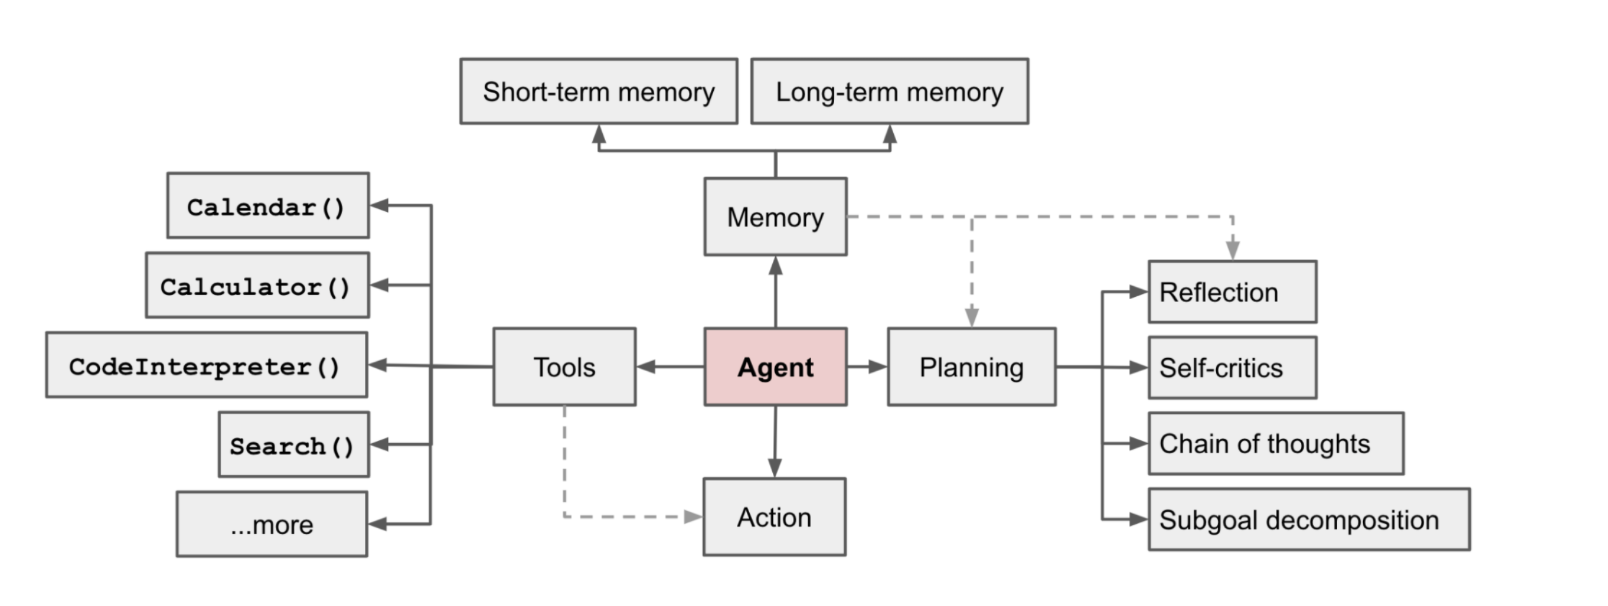 Short-term memory
Long-term memory
Calendar()
Memory
Calculator()
Reflection
CodeInterpreter()
Tools
Agent
Planning
Self-critics
Search()
Chain of thoughts
...more
Action
Subgoal decomposition